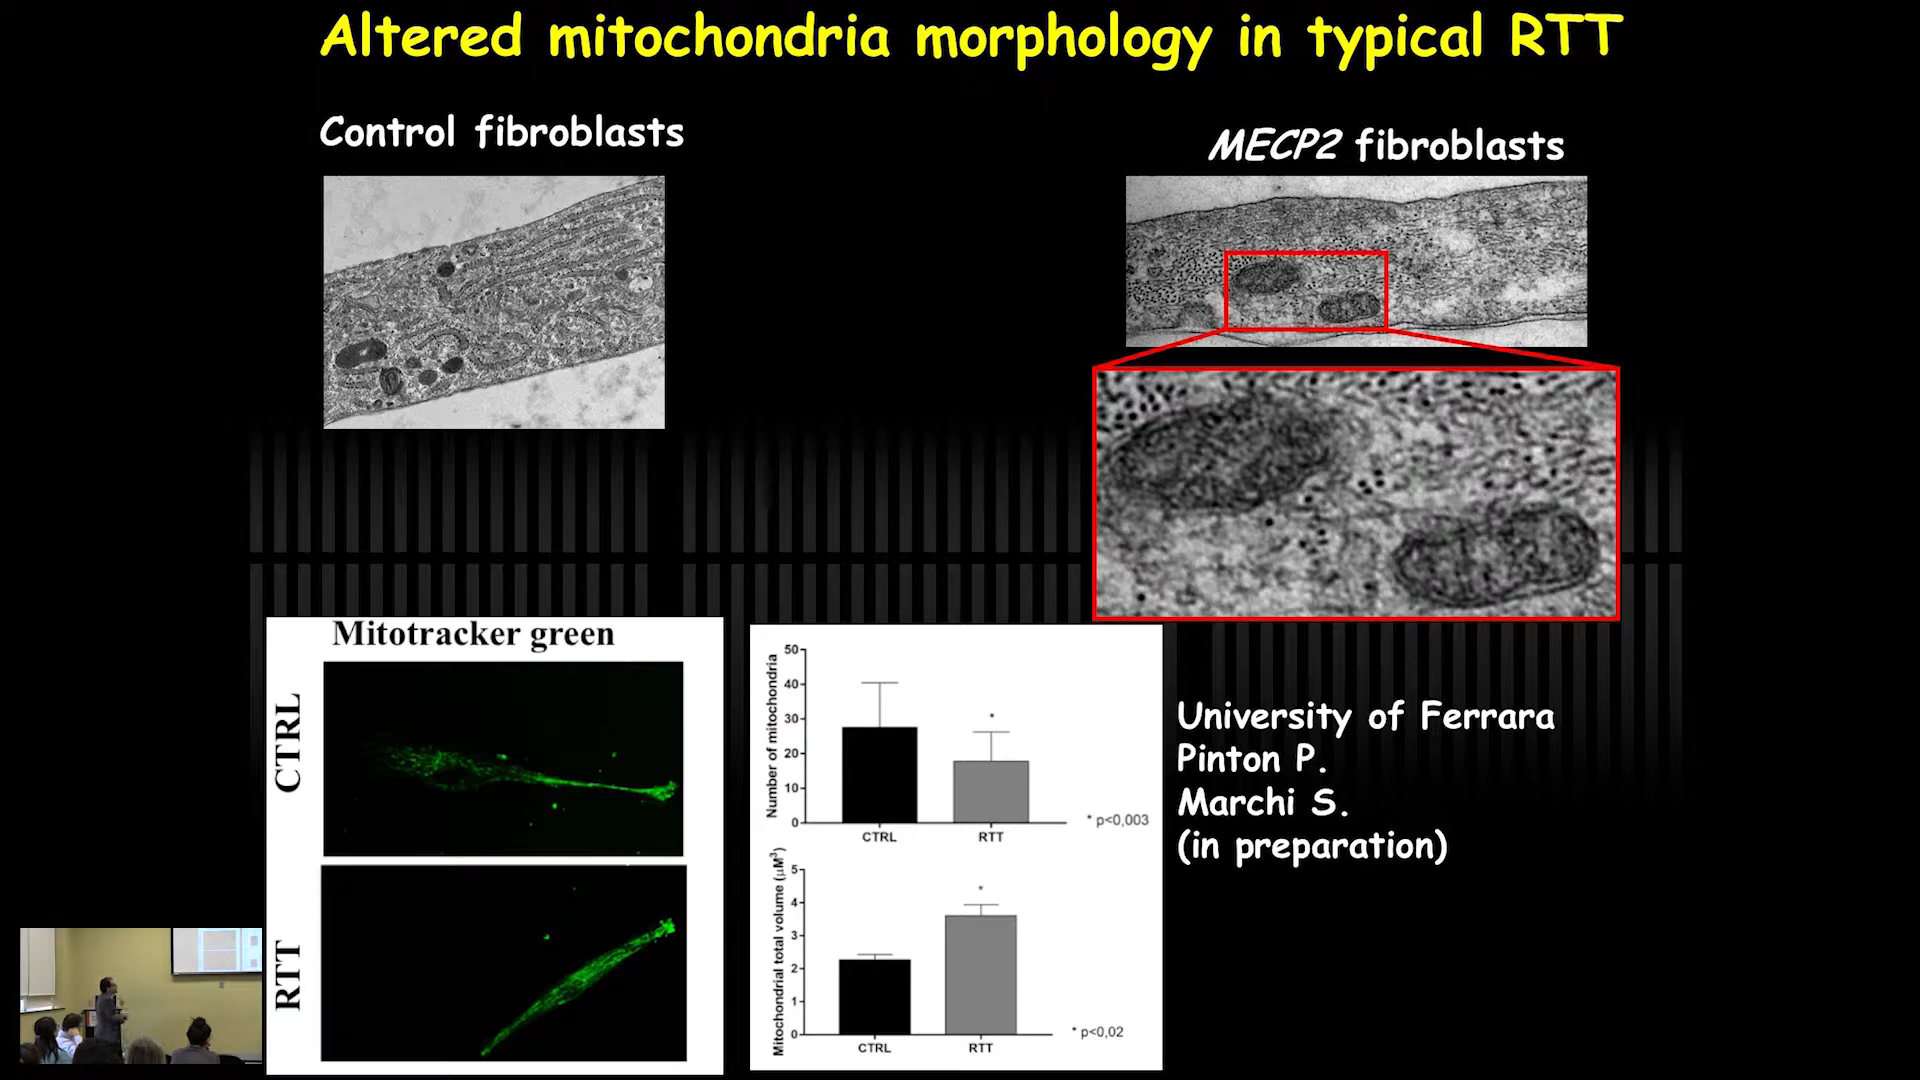 Altered mitochondria morphology in typical RTT
Control fibroblasts
MECP2 fibroblasts
Mitotracker green
CTRL
RTT
Number of mitochondria
50
40
30
20
10
0
CTRL
RTT
*
* p<0,003
Mitochondrial total volume (µM³)
5
4
3
2
1
0
CTRL
RTT
*
* p<0,02
University of Ferrara
Pinton P.
Marchi S.
(in preparation)